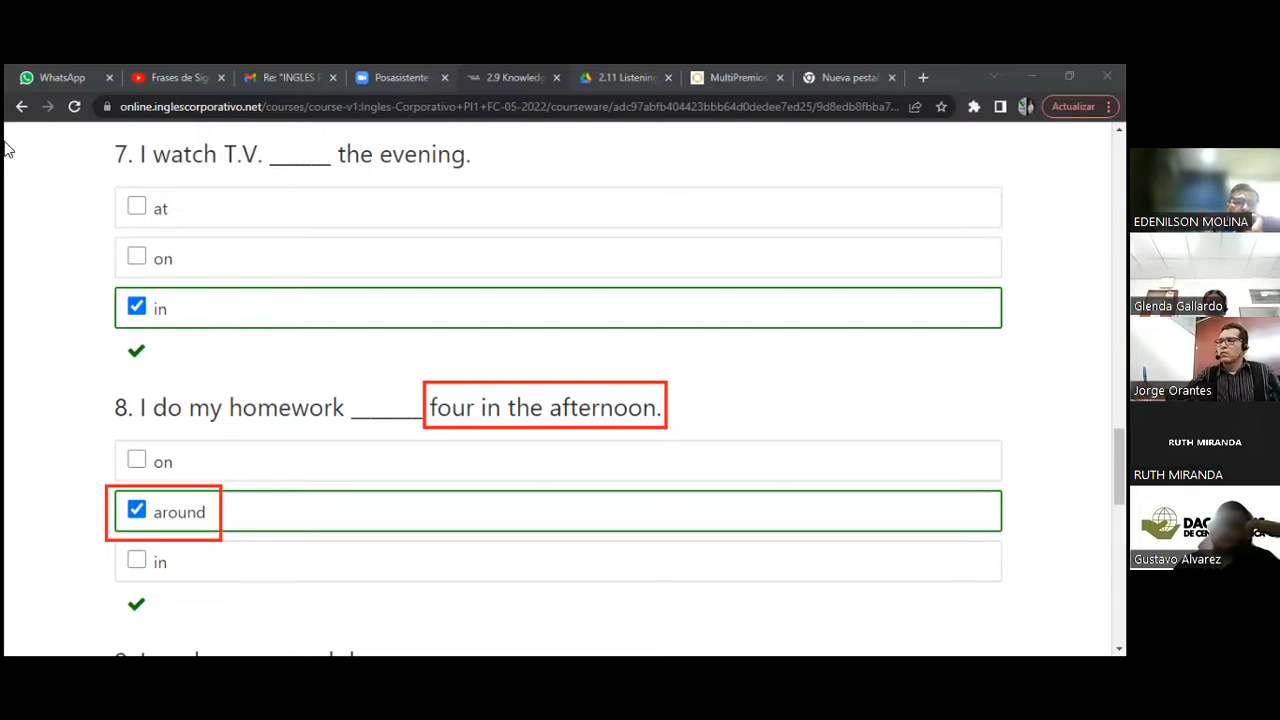 WhatsApp
Frases de Sig
Re: "INGLES F
Posasistente
2.9 Knowledg
2.11 Listening
MultiPremios
Nueva pesta
online.inglescorporativo.net/courses/course-v1:Ingles-Corporativo+PI1+FC-05-2022/courseware/adc97abfb404423bbb64d0dedee7ed25/9d8edb8fbba7...
Actualizar
7. I watch T.V. ______ the evening.
at
on
in
8. I do my homework _______ four in the afternoon.
on
around
in
EDENILSON MOLINA
Glenda Gallardo
Jorge Orantes
RUTH MIRANDA
RUTH MIRANDA
Gustavo Alvarez